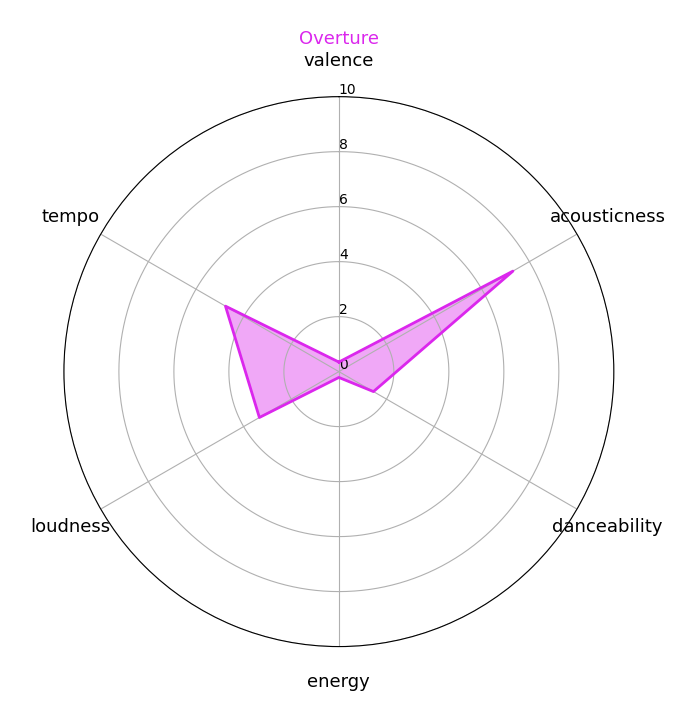 Overture
valence
10
8
tempo
acousticness
6
4
2
0
loudness
danceability
energy